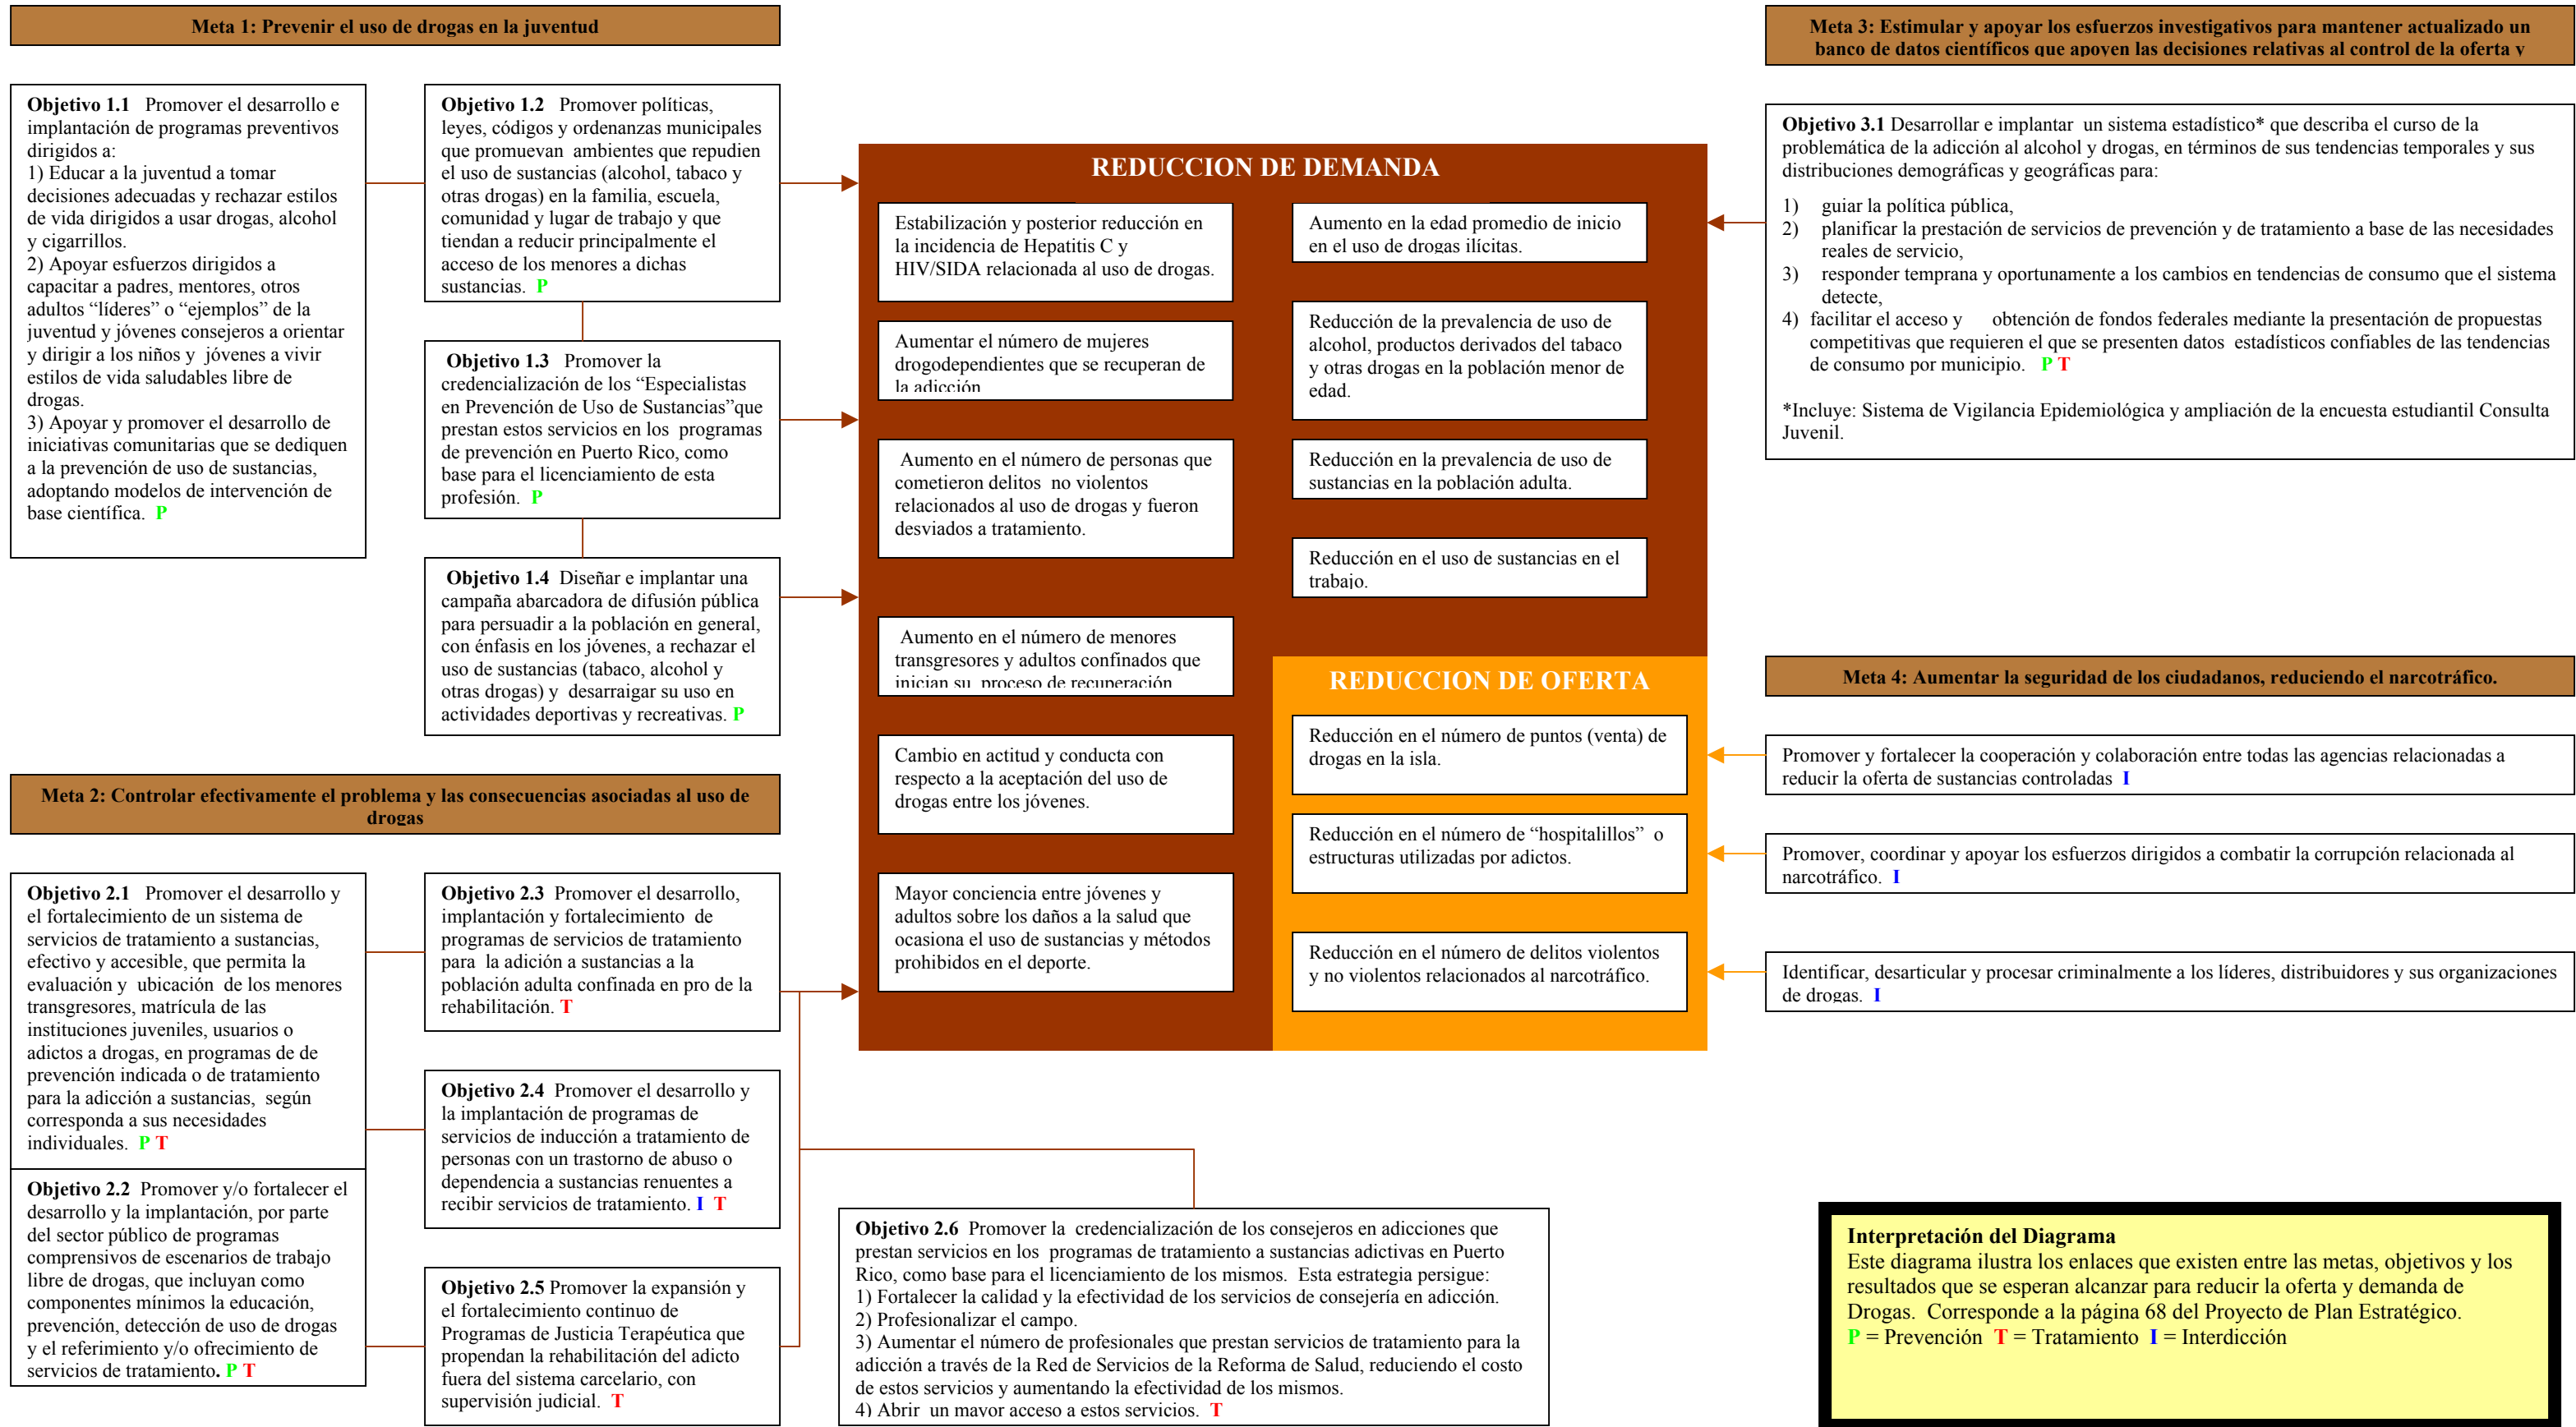 Meta 1: Prevenir el uso de drogas en la juventud
Objetivo 1.1 Promover el desarrollo e
implantación de programas preventivos
dirigidos a:
1) Educar a la juventud a tomar
decisiones adecuadas y rechazar estilos
de vida dirigidos a usar drogas, alcohol
y cigarrillos.
2) Apoyar esfuerzos dirigidos a
capacitar a padres, mentores, otros
adultos “líderes” o “ejemplos” de la
juventud y jóvenes consejeros a orientar
y dirigir a los niños y jóvenes a vivir
estilos de vida saludables libre de
drogas.
3) Apoyar y promover el desarrollo de
iniciativas comunitarias que se dediquen
a la prevención de uso de sustancias,
adoptando modelos de intervención de
base científica. P
Objetivo 1.2 Promover políticas,
leyes, códigos y ordenanzas municipales
que promuevan ambientes que repudien
el uso de sustancias (alcohol, tabaco y
otras drogas) en la familia, escuela,
comunidad y lugar de trabajo y que
tiendan a reducir principalmente el
acceso de los menores a dichas
sustancias. P
Objetivo 1.3 Promover la
credencialización de los “Especialistas
en Prevención de Uso de Sustancias”que
prestan estos servicios en los programas
de prevención en Puerto Rico, como
base para el licenciamiento de esta
profesión. P
Objetivo 1.4 Diseñar e implantar una
campaña abarcadora de difusión pública
para persuadir a la población en general,
con énfasis en los jóvenes, a rechazar el
uso de sustancias (tabaco, alcohol y
otras drogas) y desarraigar su uso en
actividades deportivas y recreativas. P
Meta 2: Controlar efectivamente el problema y las consecuencias asociadas al uso de
drogas
Objetivo 2.1 Promover el desarrollo y
el fortalecimiento de un sistema de
servicios de tratamiento a sustancias,
efectivo y accesible, que permita la
evaluación y ubicación de los menores
transgresores, matrícula de las
instituciones juveniles, usuarios o
adictos a drogas, en programas de de
prevención indicada o de tratamiento
para la adicción a sustancias, según
corresponda a sus necesidades
individuales. P T
Objetivo 2.2 Promover y/o fortalecer el
desarrollo y la implantación, por parte
del sector público de programas
comprensivos de escenarios de trabajo
libre de drogas, que incluyan como
componentes mínimos la educación,
prevención, detección de uso de drogas
y el referimiento y/o ofrecimiento de
servicios de tratamiento. P T
Objetivo 2.3 Promover el desarrollo,
implantación y fortalecimiento de
programas de servicios de tratamiento
para la adición a sustancias a la
población adulta confinada en pro de la
rehabilitación. T
Objetivo 2.4 Promover el desarrollo y
la implantación de programas de
servicios de inducción a tratamiento de
personas con un trastorno de abuso o
dependencia a sustancias renuentes a
recibir servicios de tratamiento. I T
Objetivo 2.5 Promover la expansión y
el fortalecimiento continuo de
Programas de Justicia Terapéutica que
propendan la rehabilitación del adicto
fuera del sistema carcelario, con
supervisión judicial. T
Objetivo 2.6 Promover la credencialización de los consejeros en adicciones que
prestan servicios en los programas de tratamiento a sustancias adictivas en Puerto
Rico, como base para el licenciamiento de los mismos. Esta estrategia persigue:
1) Fortalecer la calidad y la efectividad de los servicios de consejería en adicción.
2) Profesionalizar el campo.
3) Aumentar el número de profesionales que prestan servicios de tratamiento para la
adicción a través de la Red de Servicios de la Reforma de Salud, reduciendo el costo
de estos servicios y aumentando la efectividad de los mismos.
4) Abrir un mayor acceso a estos servicios. T
REDUCCION DE DEMANDA
Estabilización y posterior reducción en
la incidencia de Hepatitis C y
HIV/SIDA relacionada al uso de drogas.
Aumentar el número de mujeres
drogodependientes que se recuperan de
la adicción
Aumento en el número de personas que
cometieron delitos no violentos
relacionados al uso de drogas y fueron
desviados a tratamiento.
Aumento en el número de menores
transgresores y adultos confinados que
inician su proceso de recuperación
Cambio en actitud y conducta con
respecto a la aceptación del uso de
drogas entre los jóvenes.
Mayor conciencia entre jóvenes y
adultos sobre los daños a la salud que
ocasiona el uso de sustancias y métodos
prohibidos en el deporte.
Aumento en la edad promedio de inicio
en el uso de drogas ilícitas.
Reducción de la prevalencia de uso de
alcohol, productos derivados del tabaco
y otras drogas en la población menor de
edad.
Reducción en la prevalencia de uso de
sustancias en la población adulta.
Reducción en el uso de sustancias en el
trabajo.
REDUCCION DE OFERTA
Reducción en el número de puntos (venta) de
drogas en la isla.
Reducción en el número de “hospitalillos” o
estructuras utilizadas por adictos.
Reducción en el número de delitos violentos
y no violentos relacionados al narcotráfico.
Meta 3: Estimular y apoyar los esfuerzos investigativos para mantener actualizado un
banco de datos científicos que apoyen las decisiones relativas al control de la oferta y
Objetivo 3.1 Desarrollar e implantar un sistema estadístico* que describa el curso de la
problemática de la adicción al alcohol y drogas, en términos de sus tendencias temporales y sus
distribuciones demográficas y geográficas para:
1) guiar la política pública,
2) planificar la prestación de servicios de prevención y de tratamiento a base de las necesidades
reales de servicio,
3) responder temprana y oportunamente a los cambios en tendencias de consumo que el sistema
detecte,
4) facilitar el acceso y obtención de fondos federales mediante la presentación de propuestas
competitivas que requieren el que se presenten datos estadísticos confiables de las tendencias
de consumo por municipio. P T
*Incluye: Sistema de Vigilancia Epidemiológica y ampliación de la encuesta estudiantil Consulta
Juvenil.
Meta 4: Aumentar la seguridad de los ciudadanos, reduciendo el narcotráfico.
Promover y fortalecer la cooperación y colaboración entre todas las agencias relacionadas a
reducir la oferta de sustancias controladas I
Promover, coordinar y apoyar los esfuerzos dirigidos a combatir la corrupción relacionada al
narcotráfico. I
Identificar, desarticular y procesar criminalmente a los líderes, distribuidores y sus organizaciones
de drogas. I
Interpretación del Diagrama
Este diagrama ilustra los enlaces que existen entre las metas, objetivos y los
resultados que se esperan alcanzar para reducir la oferta y demanda de
Drogas. Corresponde a la página 68 del Proyecto de Plan Estratégico.
P = Prevención T = Tratamiento I = Interdicción